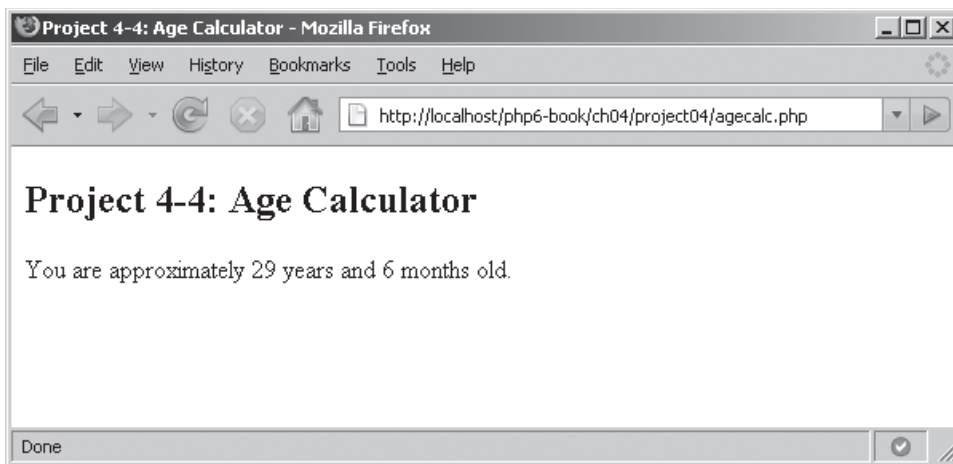 Project 4-4: Age Calculator - Mozilla Firefox
File Edit View History Bookmarks Tools Help
http://localhost/php6-book/ch04/project04/agecalc.php
Project 4-4: Age Calculator
You are approximately 29 years and 6 months old.
Done